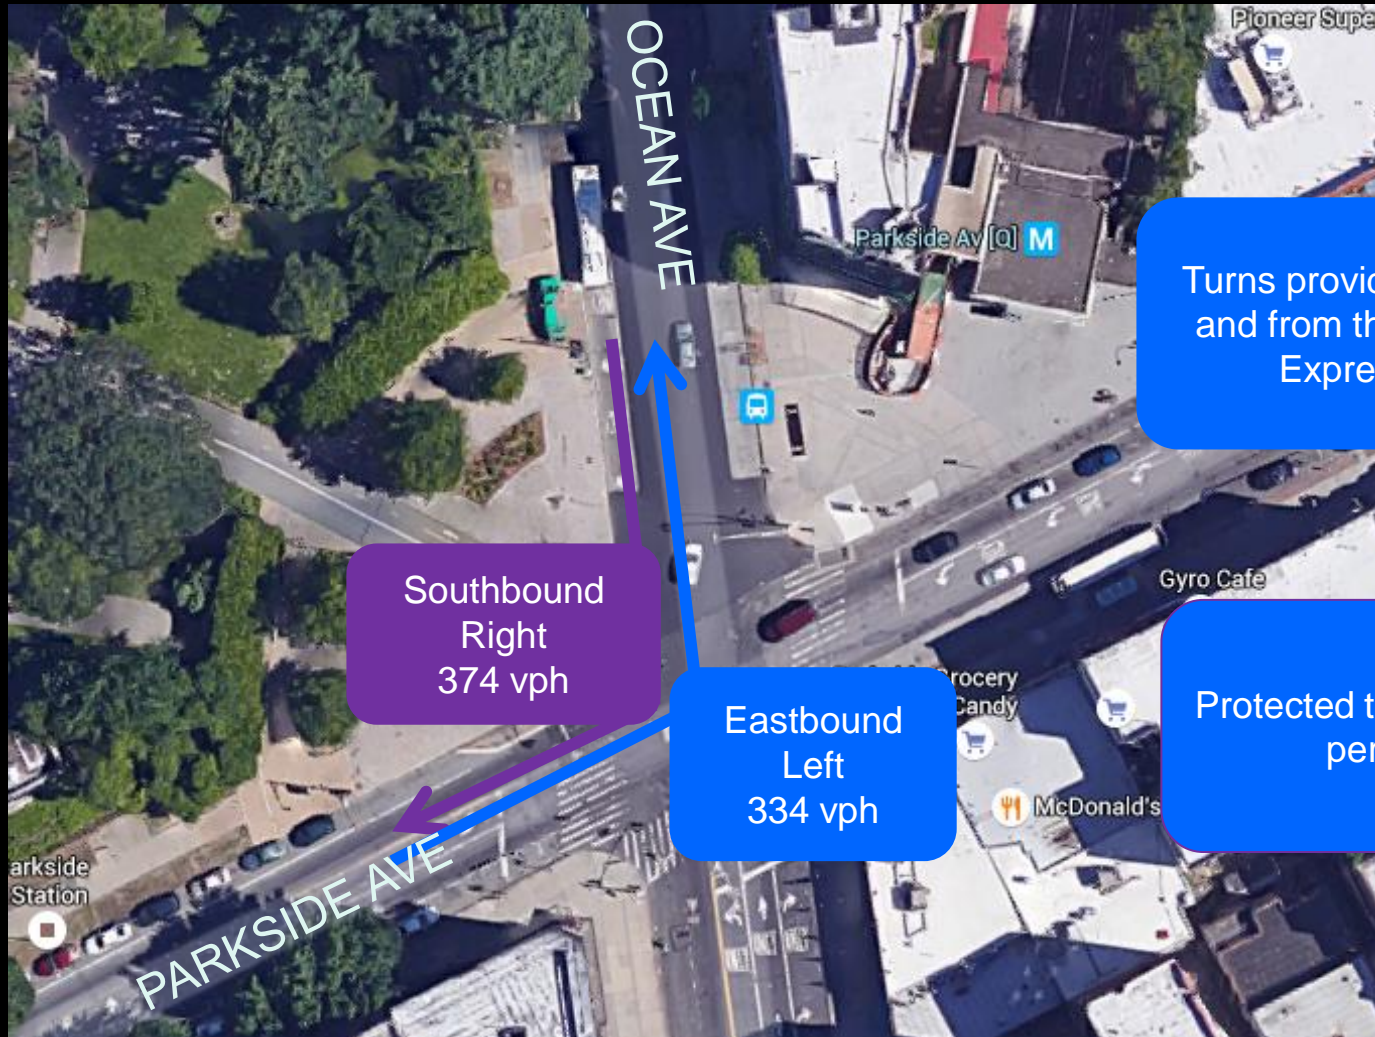 Pioneer Supe
OCEAN AVE
Parkside Av [Q] M
Turns provid
and from th
Expre
Southbound
Right
374 vph
Gyro Cafe
rocery
Candy
Eastbound
Left
334 vph
Protected t
per
McDonald's
arkside
Station
PARKSIDE AVE